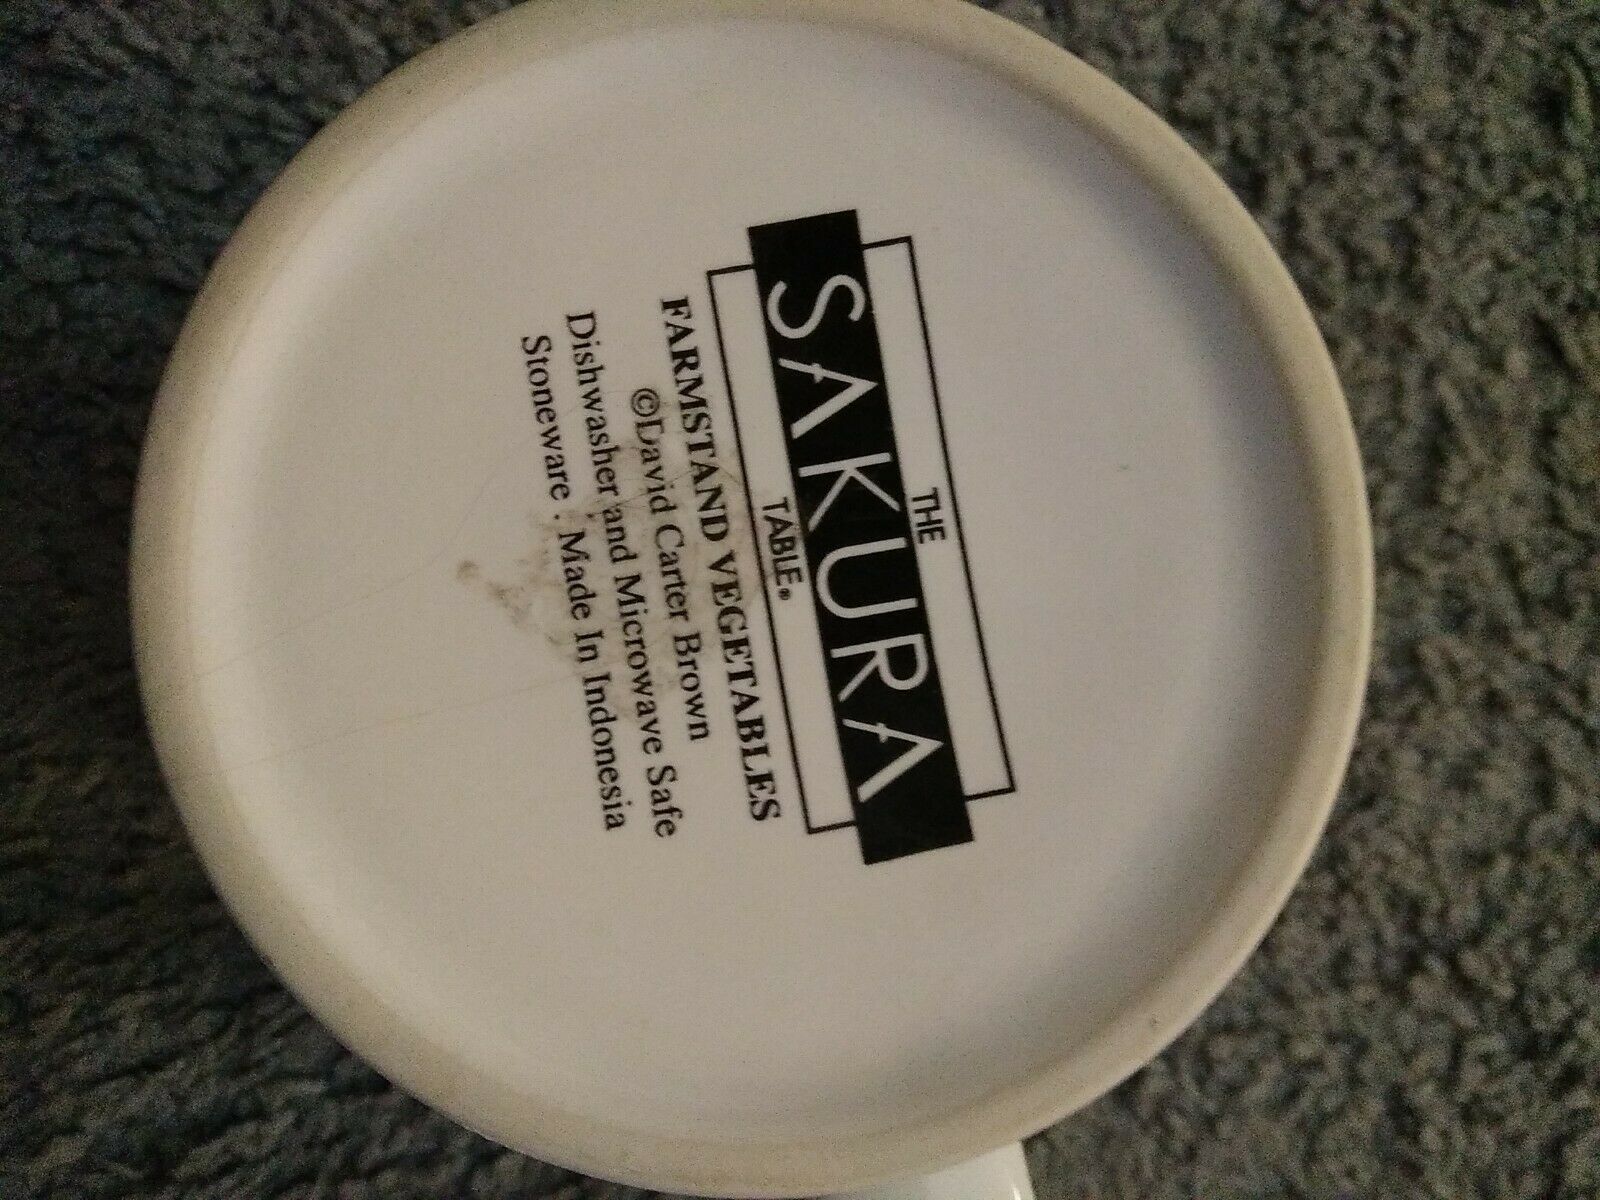 THE
SAKURA
TABLE®
FARMSTAND VEGETABLES
©David Carter Brown
Dishwasher and Microwave Safe
Stoneware . Made In Indonesia